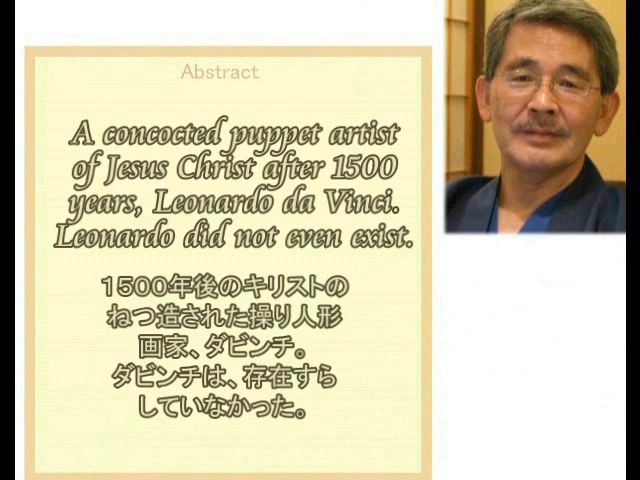 Abstract
A concocted puppet artist
of Jesus Christ after 1500
years, Leonardo da Vinci.
Leonardo did not even exist.
１５００年後のキリストの
ねつ造された操り人形
画家、ダビンチ。
ダビンチは、存在すら
していなかった。